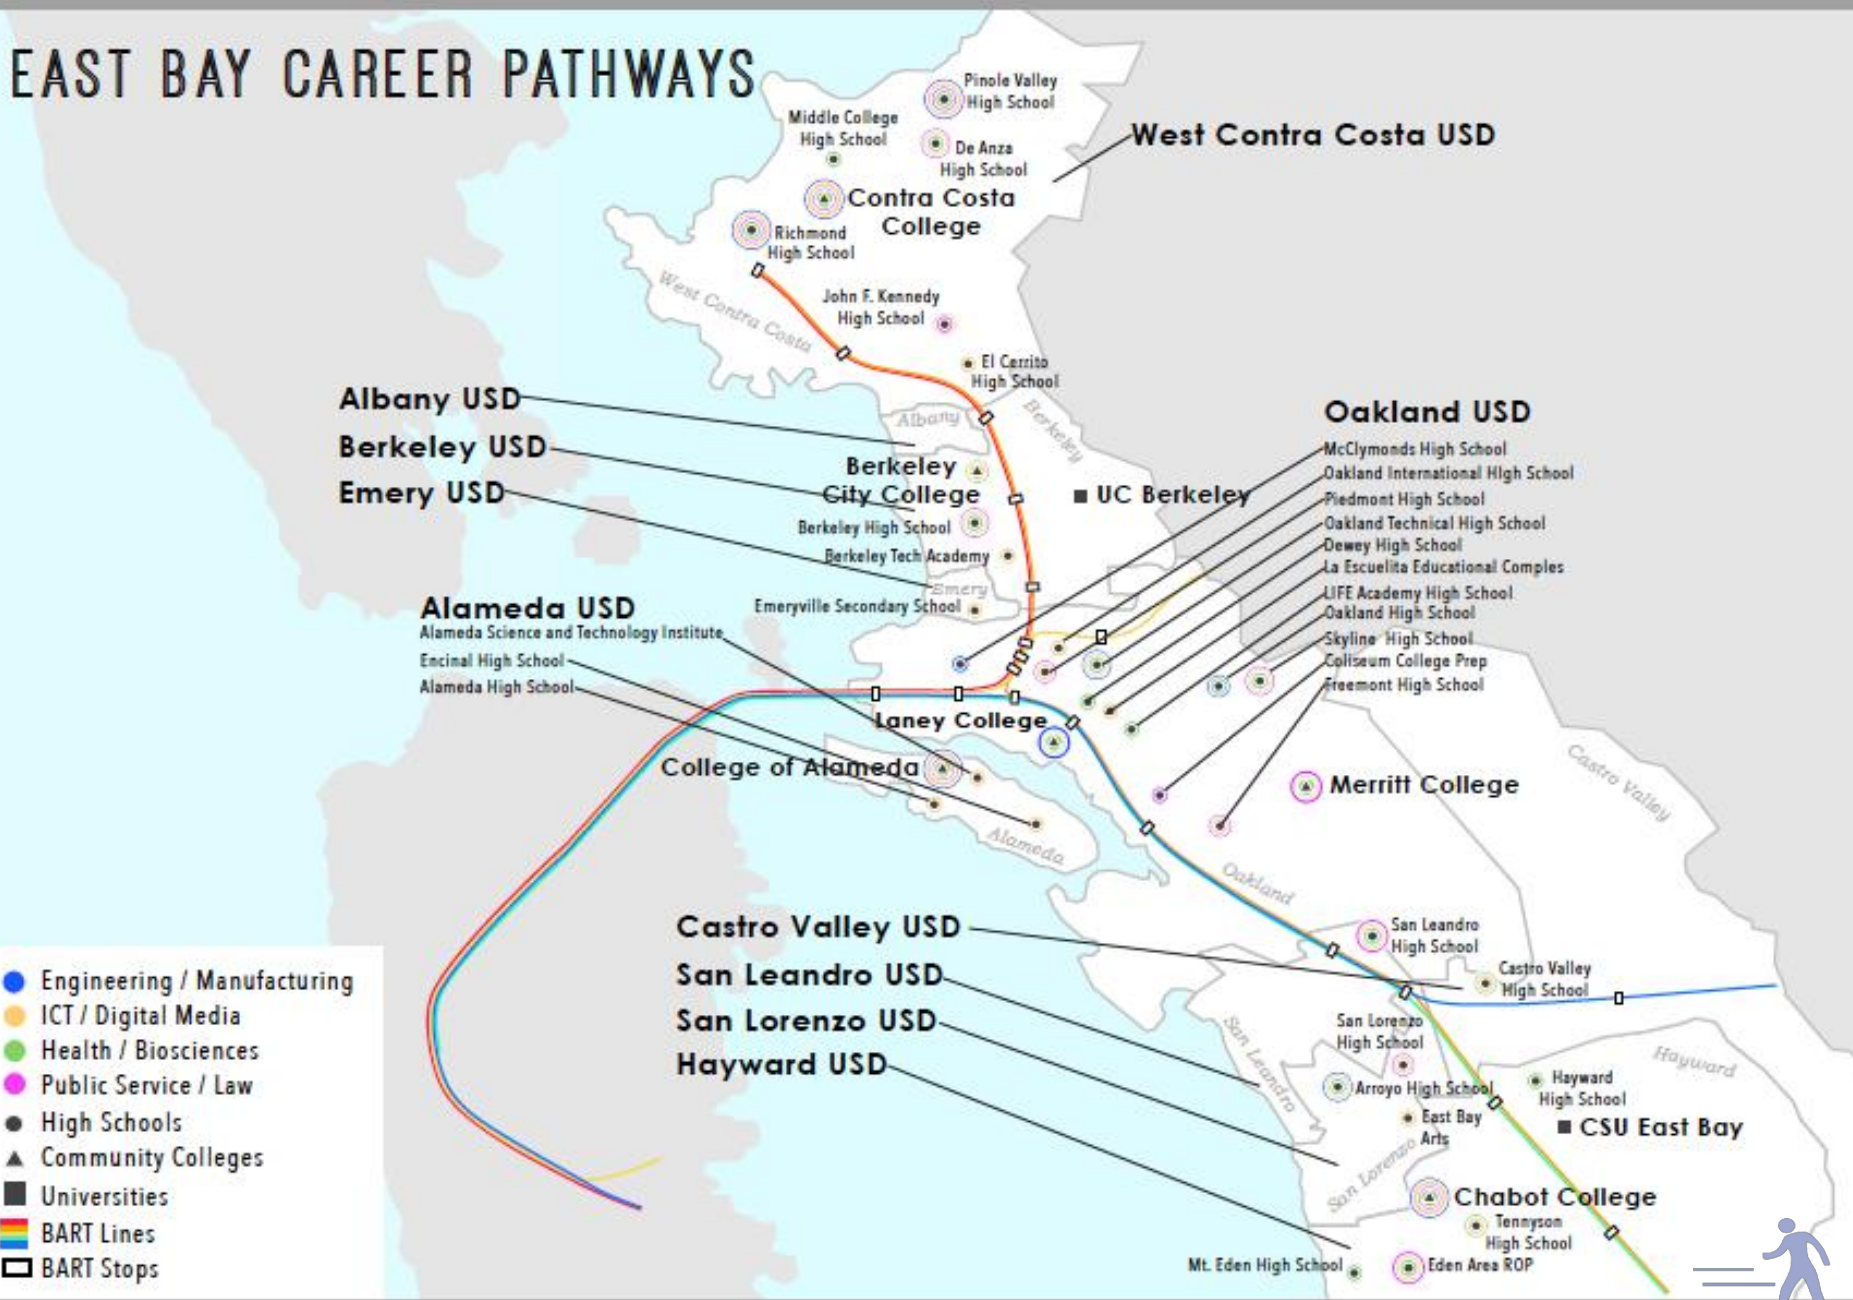 EAST BAY CAREER PATHWAYS
Pinole Valley
High School
Middle College
High School
De Anza
High School
West Contra Costa USD
Contra Costa
College
Richmond
High School
West Contra Costa
John F. Kennedy
High School
El Cerrito
High School
Albany USD
Berkeley USD
Emery USD
Albany
Berkeley
Berkeley
City College
UC Berkeley
Berkeley High School
Berkeley Tech Academy
Emery
Emeryville Secondary School
Oakland USD
McClymonds High School
Oakland International HIgh School
Piedmont High School
Oakland Technical High School
Dewey High School
La Escuelita Educational Comples
LIFE Academy High School
Oakland High School
Skyline High School
Coliseum College Prep
Freemont High School
Alameda USD
Alameda Science and Technology Institute
Encinal High School
Alameda High School
Laney College
College of Alameda
Alameda
Merritt College
Castro Valley
Oakland
Castro Valley USD
San Leandro USD
San Lorenzo USD
Hayward USD
San Leandro
High School
Castro Valley
High School
San Lorenzo
High School
San Leandro
Arroyo High School
Hayward
Hayward
High School
East Bay
Arts
CSU East Bay
San Lorenzo
Chabot College
Tennyson
High School
Mt. Eden High School
Eden Area ROP
Engineering / Manufacturing
ICT / Digital Media
Health / Biosciences
Public Service / Law
High Schools
Community Colleges
Universities
BART Lines
BART Stops